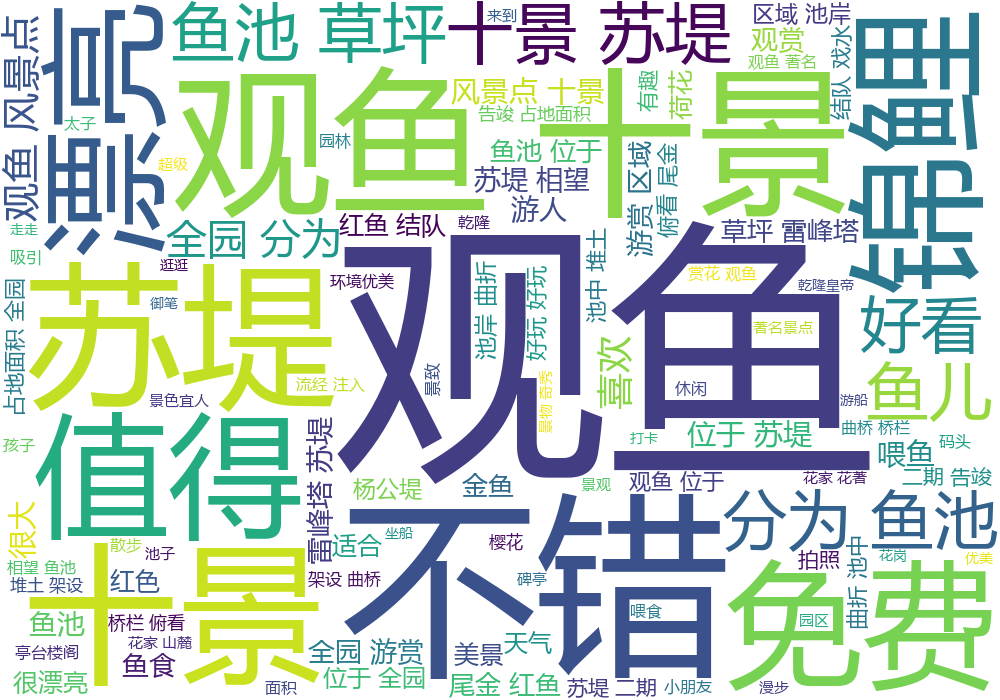 漂亮
观鱼 风景点
鱼池 草坪
十景 苏堤
来到
区域 池岸
观赏
观鱼 著名
结队 戏水
锦鲤
观鱼 十景
风景点 十景
告竣 占地面积
有趣
荷花
太子
超级
园林
鱼池 位于
苏堤 相望
游人
游赏 区域
俯看 尾金
走走
吸引
全园 分为
逛逛
红鱼 结队
乾隆
草坪 雷峰塔
占地面积 全园
苏堤
御笔
环境优美
观鱼
池岸 曲折
好玩 好玩
池中 堆土
赏花 观鱼
乾隆皇帝
著名景点
好看
流经 注入
景色宜人
景致
景物 奇秀
喜欢
休闲
游船
鱼儿
孩子
值得
雷峰塔 苏堤
打卡
位于 苏堤
曲桥 桥栏
喂鱼
码头
很大
杨公堤
金鱼
景观
观鱼 位于
花家 花著
二期 告竣
不错
分为 鱼池
散步
池子
适合
坐船
樱花
相望 鱼池
堆土 架设
红色
十景
架设 曲桥
碑亭
拍照
曲折 池中
花岗
优美
免费
鱼池
桥栏 俯看
花家 山麓
喂食
园区
亭台楼阁
鱼食
全园 游赏
美景
天气
很漂亮
面积
位于 全园
尾金 红鱼
苏堤 二期
小朋友
漫步